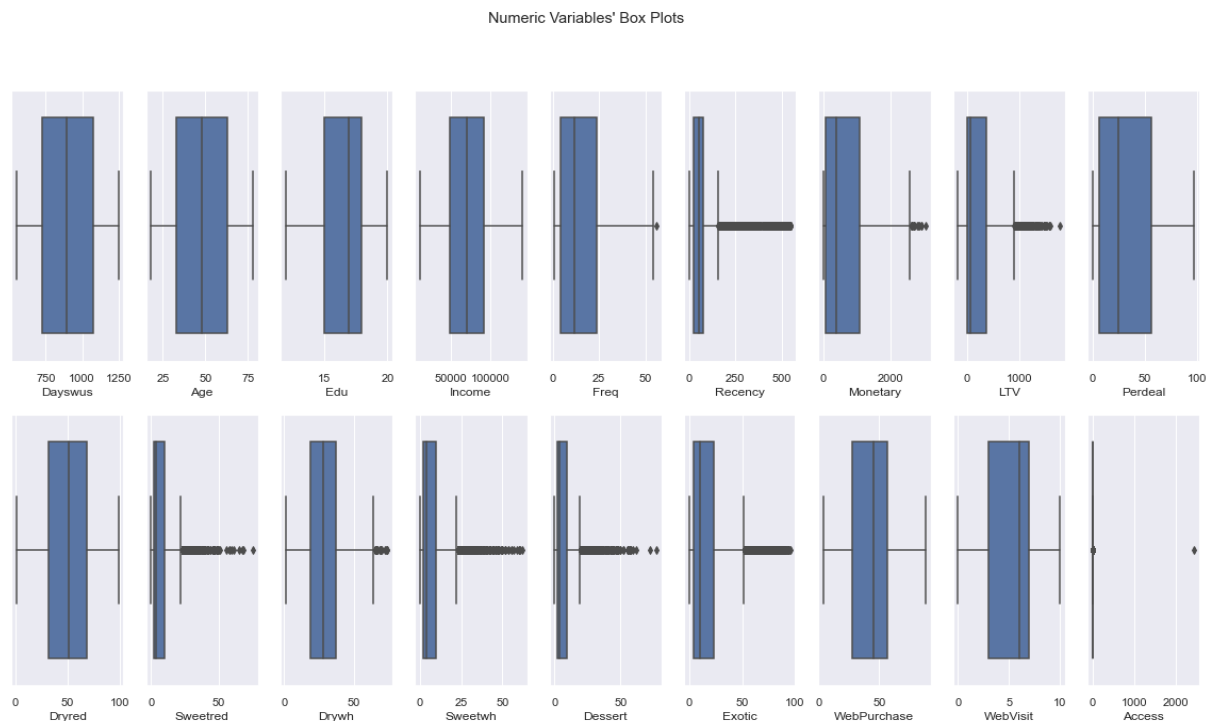 Numeric Variables' Box Plots
750 1000 1250 25 50 75 15 20 50000 100000 0 25 50 0 250 500 0 2000 0 1000 0 50 100
Dayswus Age Edu Income Freq Recency Monetary LTV Perdeal
0 50 100 0 50 0 50 0 25 50 0 50 0 50 100 50 0 5 10 0 1000 2000
Dryred Sweetred Drywh Sweetwh Dessert Exotic WebPurchase WebVisit Access